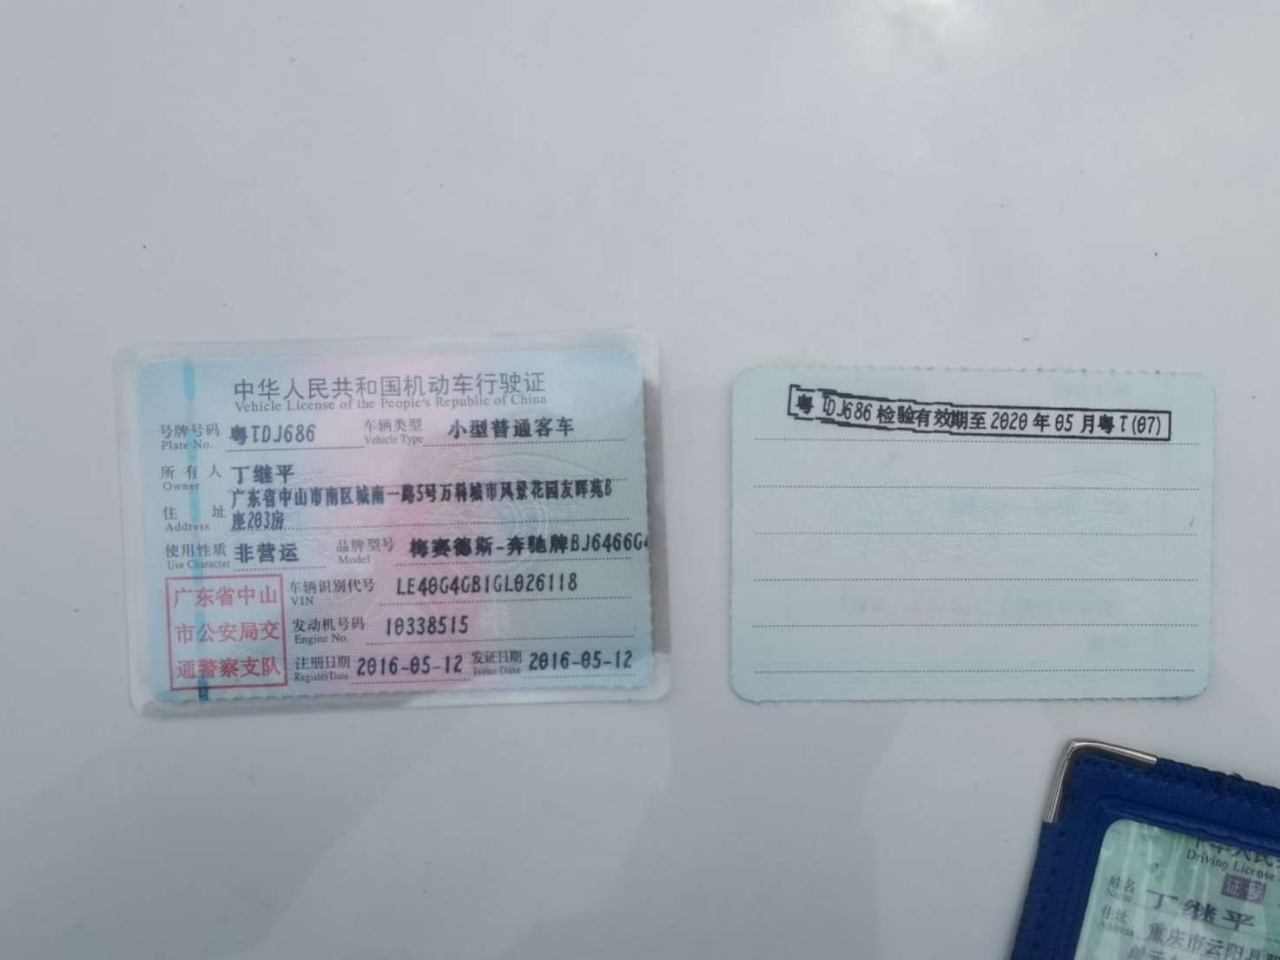 中华人民共和国机动车行驶证
Vehicle License of the People's Republic of China
号牌号码 粤TDJ686 车辆类型 小型普通客车
Plate No. Vehicle Type
所有人 丁继平
Owner
广东省中山市南区城南一路5号万科城市风景花园友晖苑B
住址 座203房
Address
使用性质 非营运 品牌型号 梅赛德斯-奔驰牌BJ6466G4
Use Character Model
广东省中山
市公安局交
通警察支队
车辆识别代号 LE40G4GB1GL026118
VIN
发动机号码 10338515
Engine No.
注册日期 2016-05-12 发证日期 2016-05-12
Register Date Issue Date
粤TDJ686检验有效期至2020年05月粤T(07)
Driving License
证号
姓名 丁继平
Name
住址 重庆市云阳县
Address